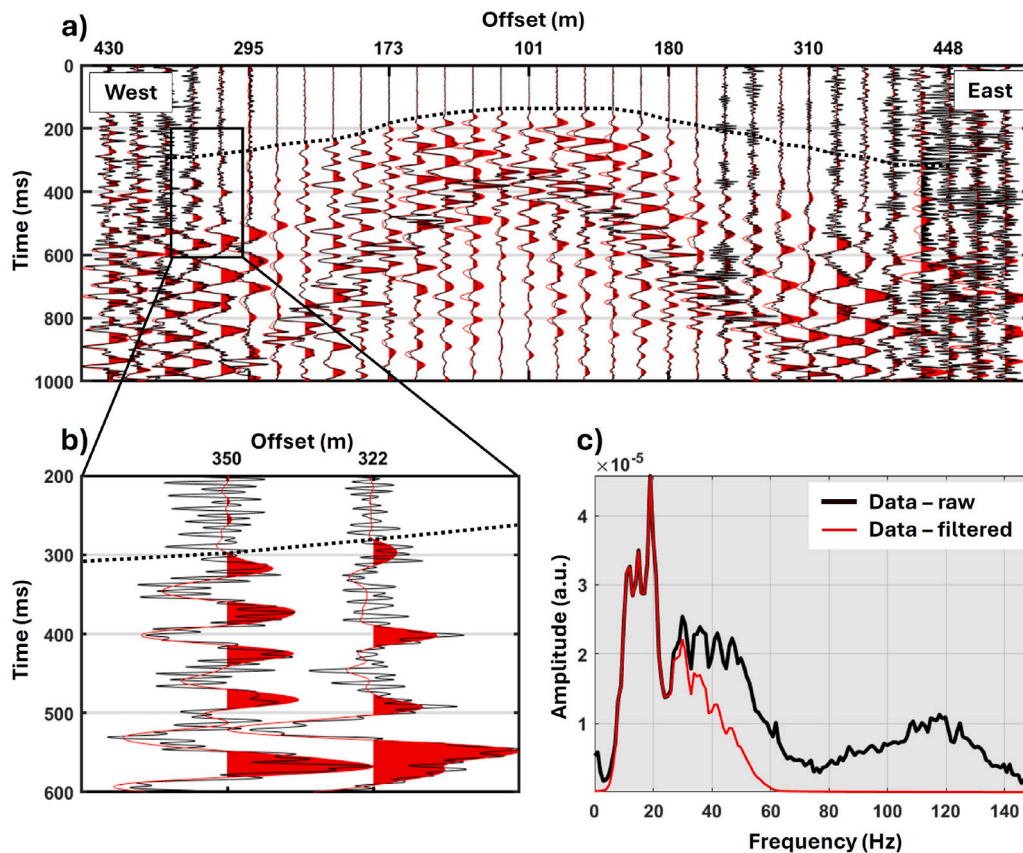 a)
Offset (m)
430 295 173 101 180 310 448
West
East
Time (ms)
0
200
400
600
800
1000
b)
Offset (m)
350 322
Time (ms)
200
300
400
500
600
c)
×10⁻⁵
Data – raw
Data – filtered
Amplitude (a.u.)
4
3
2
1
0 20 40 60 80 100 120 140
Frequency (Hz)